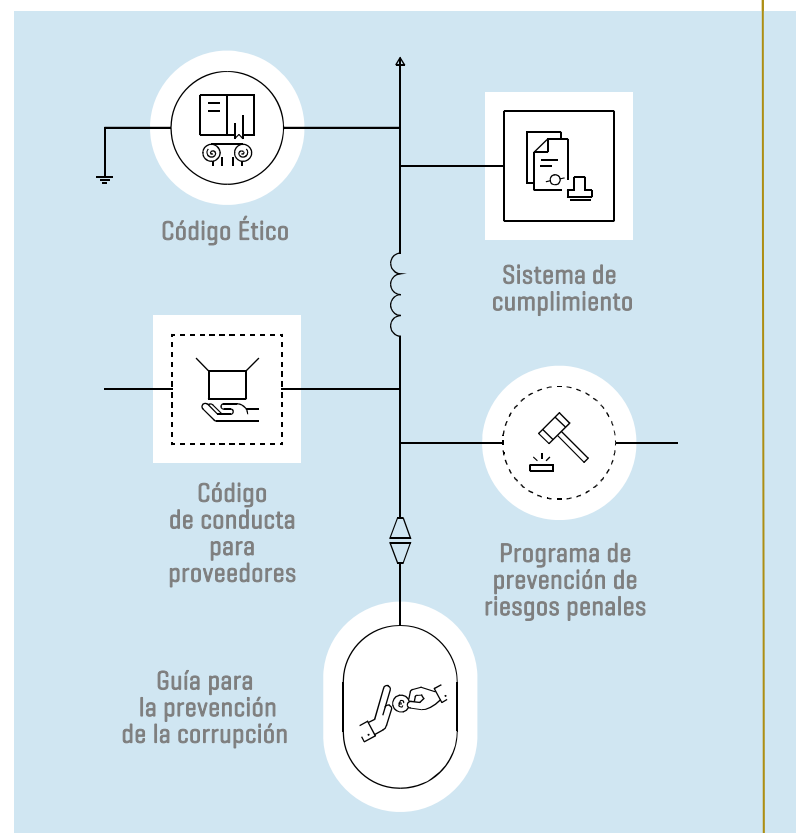 Código Ético
Sistema de
cumplimiento
Código
de conducta
para
proveedores
Programa de
prevención de
riesgos penales
Guía para
la prevención
de la corrupción
€